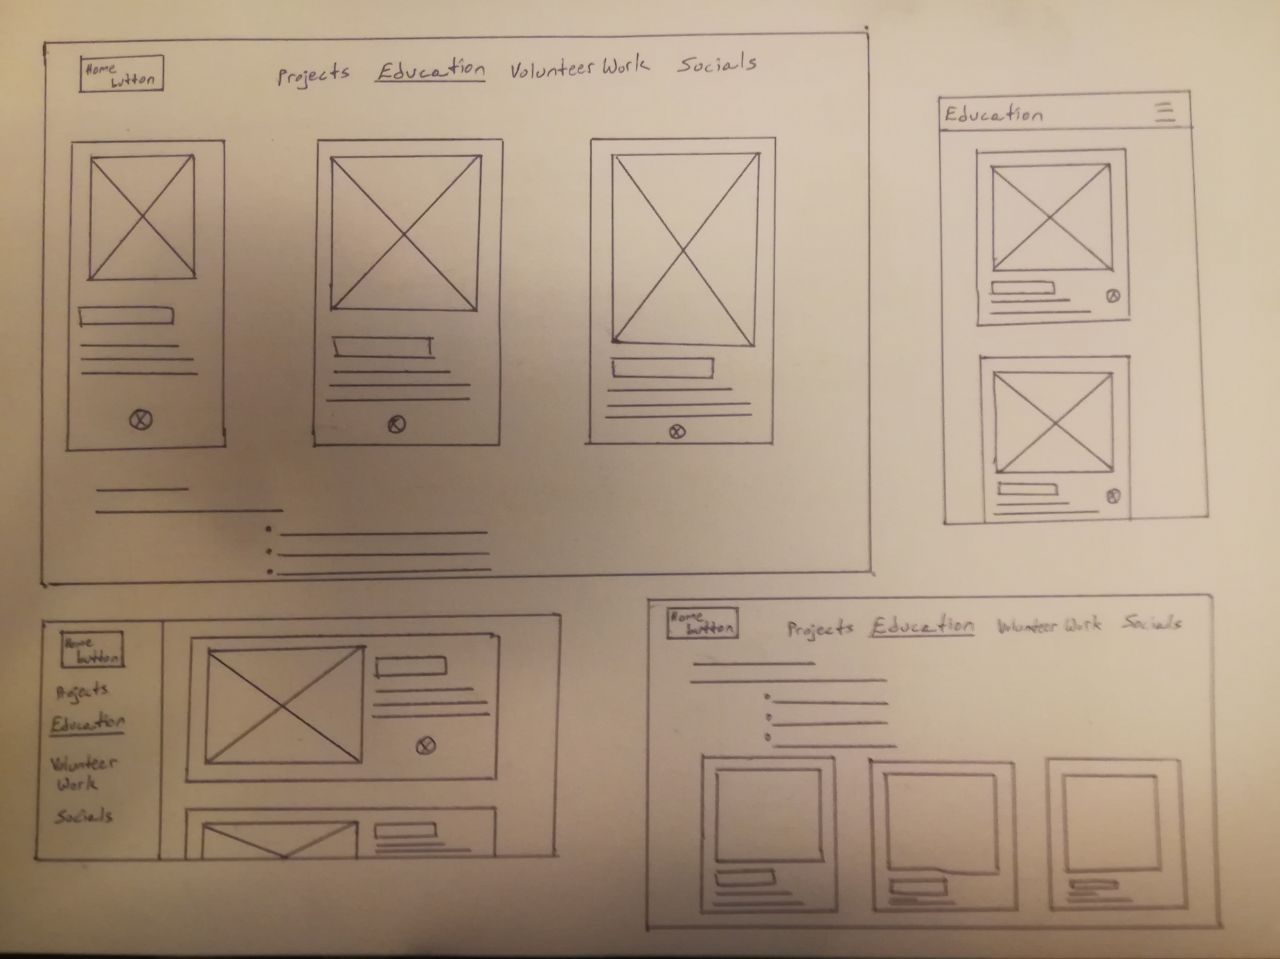 Home
button
Projects Education Volunteer Work Socials
Education
Home
button
Projects
Education
Volunteer
Work
Socials
Home
button
Projects Education Volunteer Work Socials